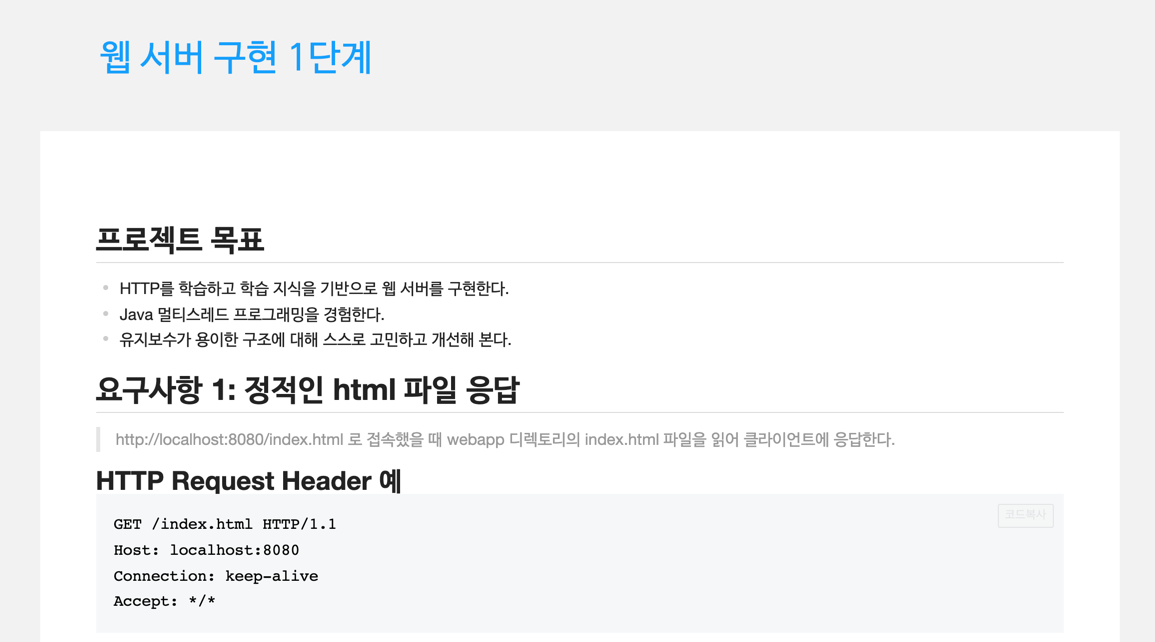 웹 서버 구현 1단계
프로젝트 목표
HTTP를 학습하고 학습 지식을 기반으로 웹 서버를 구현한다.
Java 멀티스레드 프로그래밍을 경험한다.
유지보수가 용이한 구조에 대해 스스로 고민하고 개선해 본다.
요구사항 1: 정적인 html 파일 응답
http://localhost:8080/index.html 로 접속했을 때 webapp 디렉토리의 index.html 파일을 읽어 클라이언트에 응답한다.
HTTP Request Header 예
코드복사
GET /index.html HTTP/1.1
Host: localhost:8080
Connection: keep-alive
Accept: */*